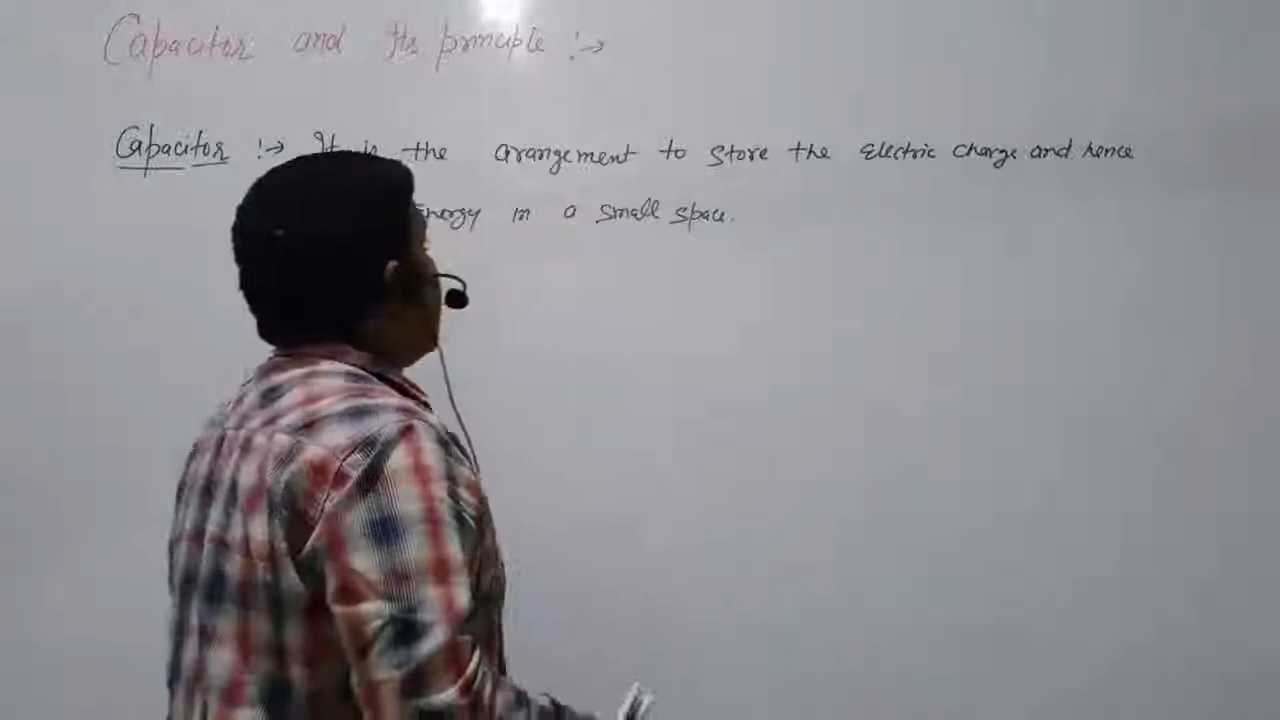 Capacitor and Its principle :→
Capacitor :→ It is the arangement to store the Electric charge and hence
Energy in a small space.